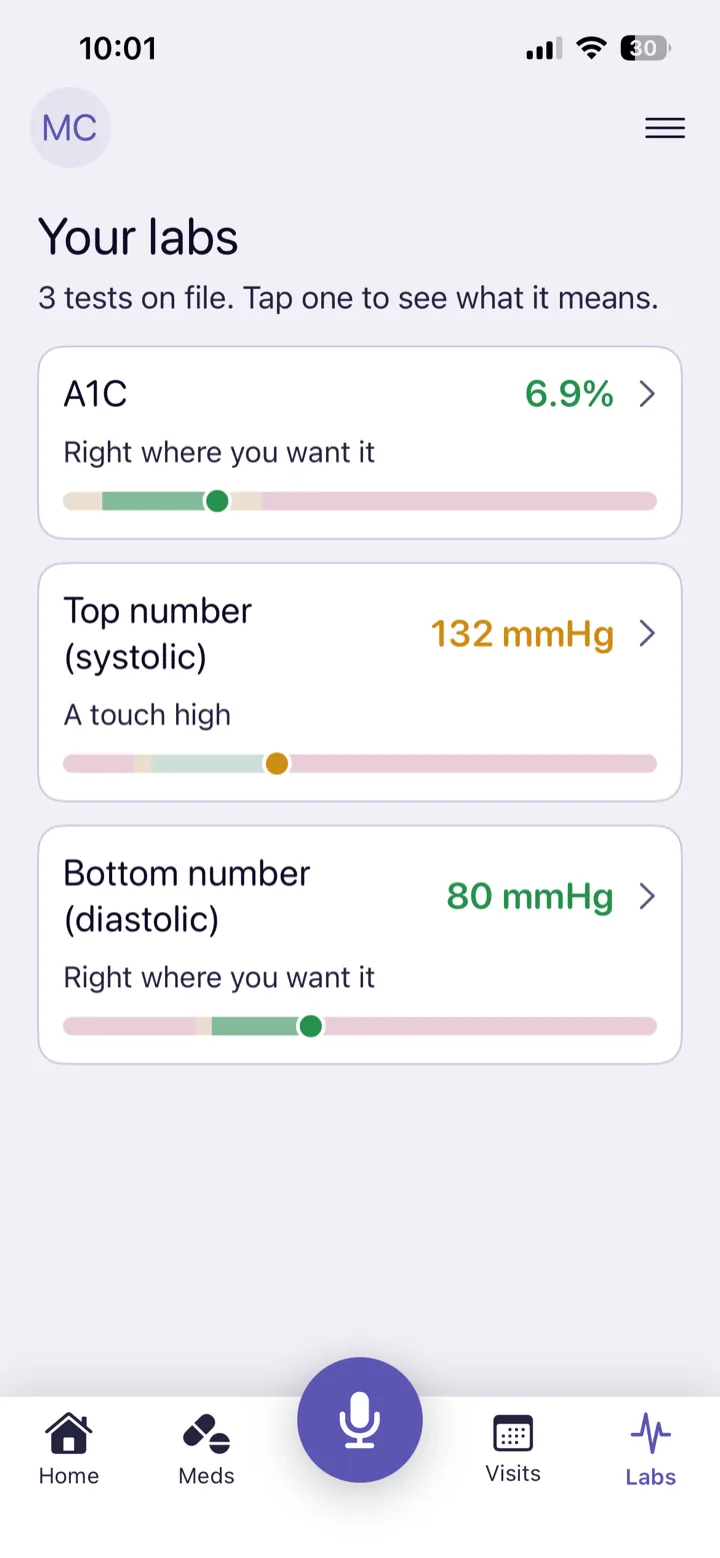 10:01
30
MC
Your labs
3 tests on file. Tap one to see what it means.
A1C
6.9%
Right where you want it
Top number
(systolic)
132 mmHg
A touch high
Bottom number
(diastolic)
80 mmHg
Right where you want it
Home
Meds
Visits
Labs